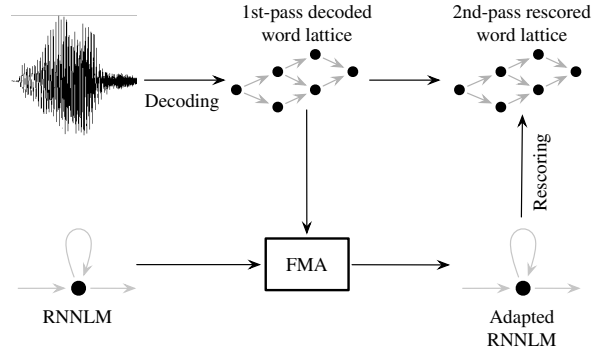 1st-pass decoded
word lattice
2nd-pass rescored
word lattice
Decoding
Rescoring
FMA
RNNLM
Adapted
RNNLM